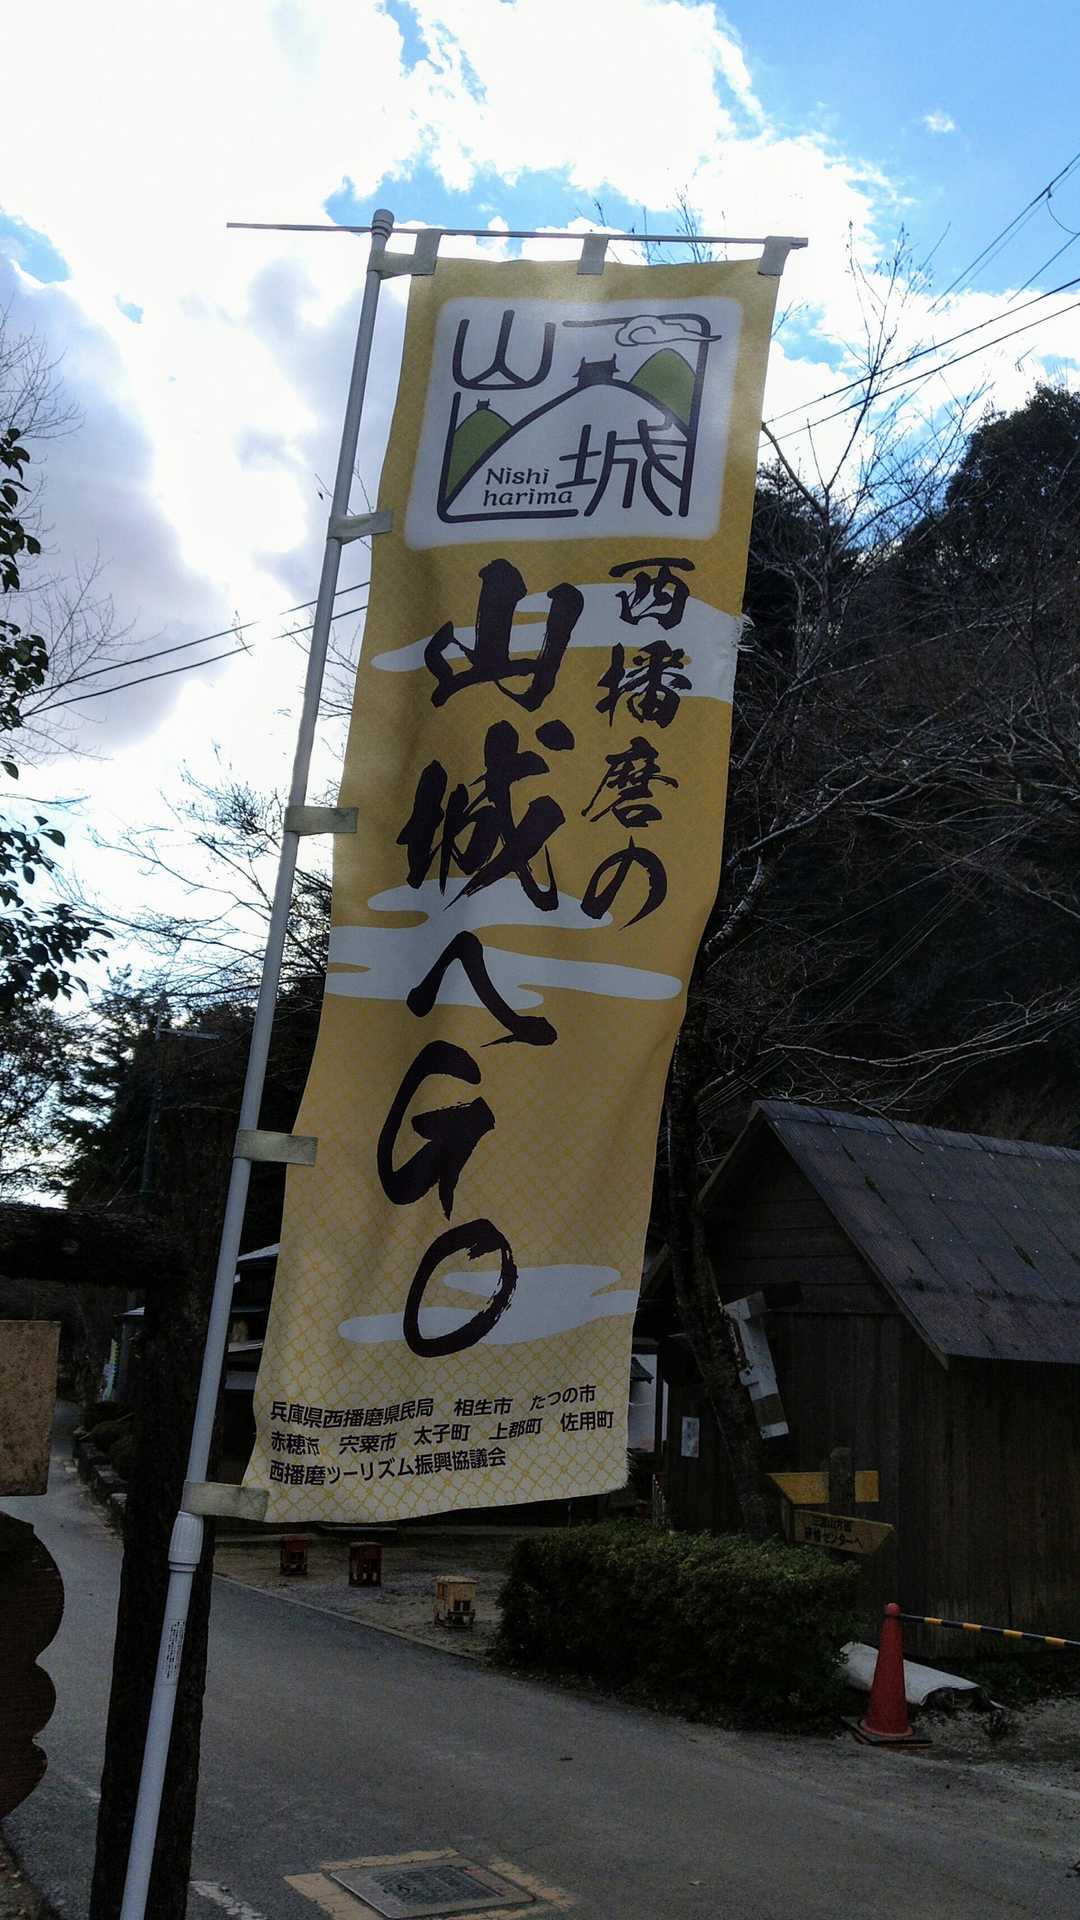 山城
Nishi
harima
西播磨の
山城へGO
兵庫県西播磨県民局 相生市 たつの市
赤穂市 宍粟市 太子町 上郡町 佐用町
西播磨ツーリズム振興協議会